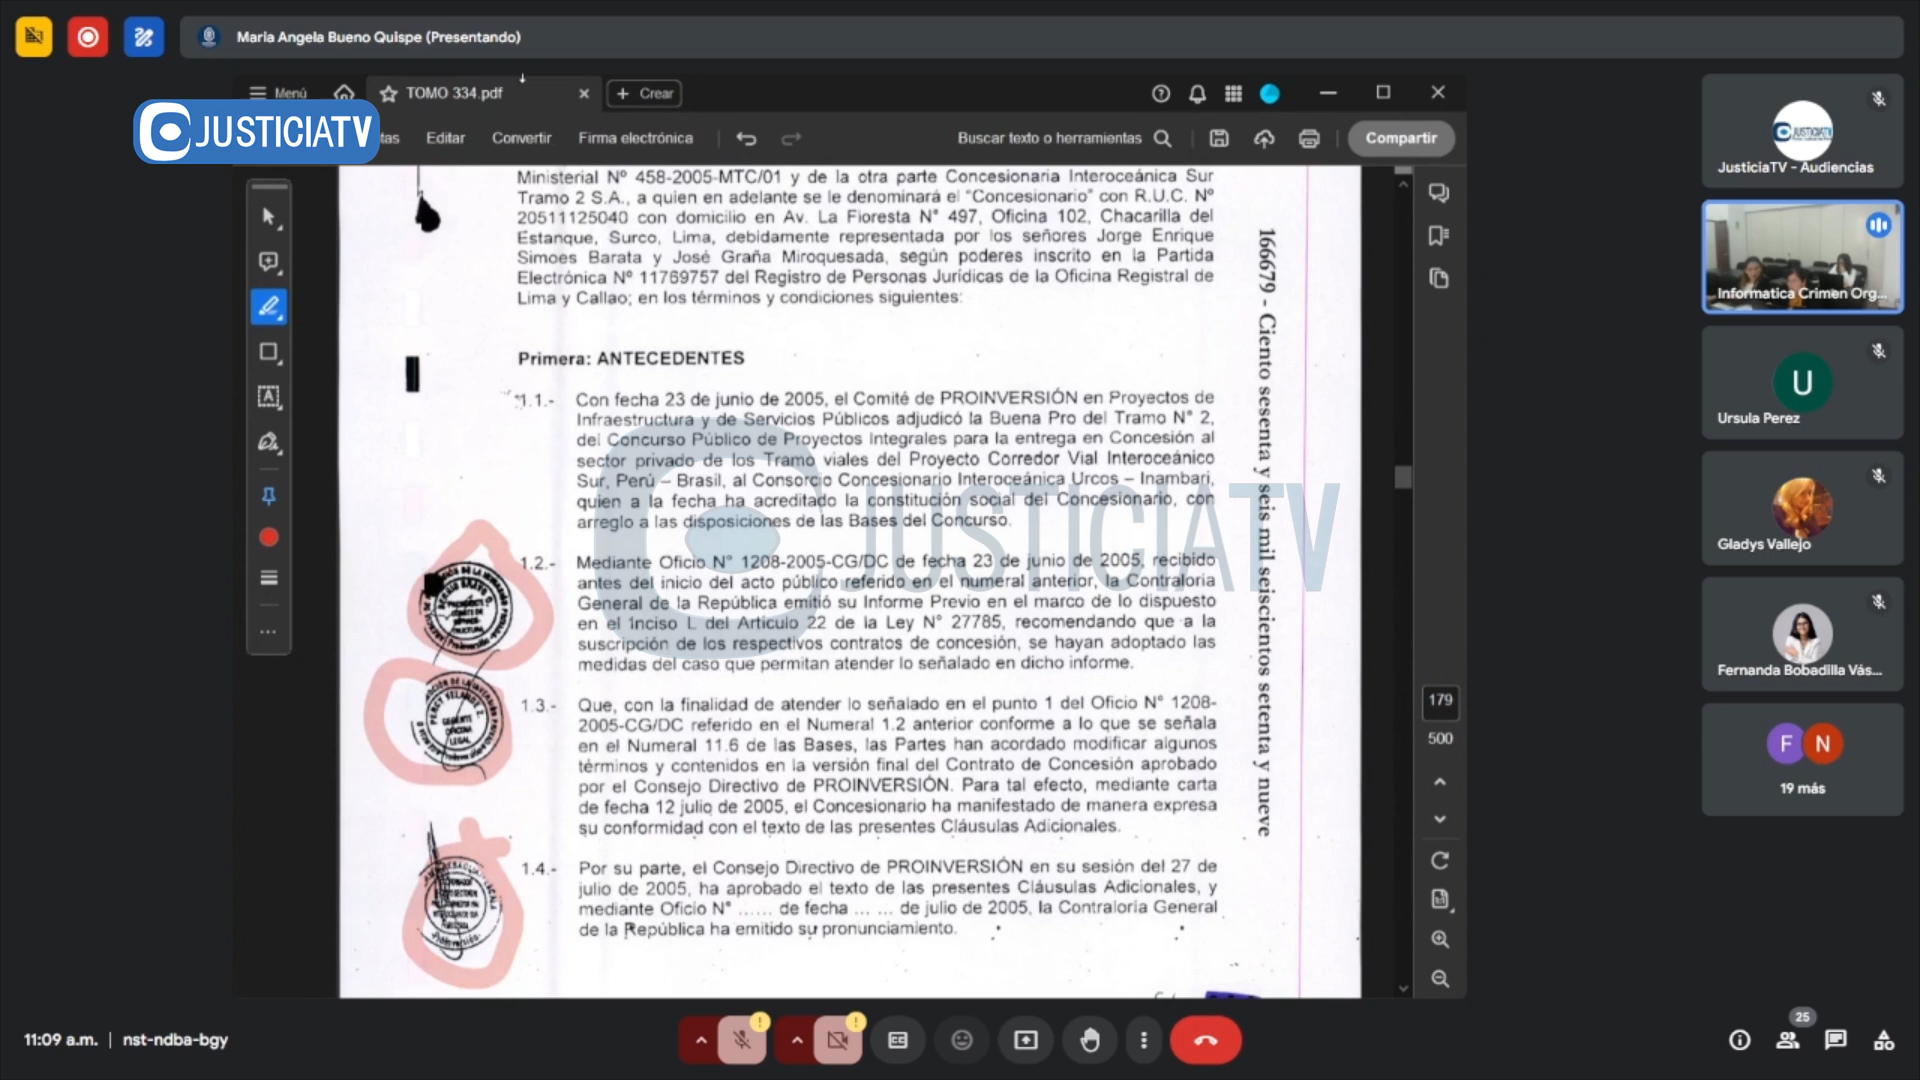 Maria Angela Bueno Quispe (Presentando)
Menú
TOMO 334.pdf
Crear
JUSTICIATV
tas
Editar
Convertir
Firma electrónica
Buscar texto o herramientas
Compartir
Ministerial Nº 458-2005-MTC/01 y de la otra parte Concesionaria Interoceánica Sur
Tramo 2 S.A., a quien en adelante se le denominará el "Concesionario" con R.U.C. Nº
20511125040 con domicilio en Av. La Floresta N° 497, Oficina 102, Chacarilla del
Estanque, Surco, Lima, debidamente representada por los señores Jorge Enrique
Simoes Barata y José Graña Miroquesada, según poderes inscrito en la Partida
Electrónica Nº 11769757 del Registro de Personas Jurídicas de la Oficina Registral de
Lima y Callao; en los términos y condiciones siguientes:
Primera: ANTECEDENTES
1.1.- Con fecha 23 de junio de 2005, el Comité de PROINVERSIÓN en Proyectos de
Infraestructura y de Servicios Públicos adjudicó la Buena Pro del Tramo N° 2,
del Concurso Público de Proyectos Integrales para la entrega en Concesión al
sector privado de los Tramo viales del Proyecto Corredor Vial Interoceánico
Sur, Perú – Brasil, al Consorcio Concesionario Interoceánica Urcos – Inambari,
quien a la fecha ha acreditado la constitución social del Concesionario, con
arreglo a las disposiciones de las Bases del Concurso.
1.2.- Mediante Oficio N° 1208-2005-CG/DC de fecha 23 de junio de 2005, recibido
antes del inicio del acto público referido en el numeral anterior, la Contraloría
General de la República emitió su Informe Previo en el marco de lo dispuesto
en el Inciso L del Articulo 22 de la Ley N° 27785, recomendando que a la
suscripción de los respectivos contratos de concesión, se hayan adoptado las
medidas del caso que permitan atender lo señalado en dicho informe.
1.3.- Que, con la finalidad de atender lo señalado en el punto 1 del Oficio N° 1208-
2005-CG/DC referido en el Numeral 1.2 anterior conforme a lo que se señala
en el Numeral 11.6 de las Bases, las Partes han acordado modificar algunos
términos y contenidos en la versión final del Contrato de Concesión aprobado
por el Consejo Directivo de PROINVERSIÓN. Para tal efecto, mediante carta
de fecha 12 julio de 2005, el Concesionario ha manifestado de manera expresa
su conformidad con el texto de las presentes Cláusulas Adicionales.
1.4.- Por su parte, el Consejo Directivo de PROINVERSIÓN en su sesión del 27 de
julio de 2005, ha aprobado el texto de las presentes Cláusulas Adicionales, y
mediante Oficio N° ...... de fecha ... ... de julio de 2005, la Contraloría General
de la República ha emitido su pronunciamiento.
166679 - Ciento sesenta y seis mil seiscientos setenta y nueve
JUSTICIATV
179
500
JUSTICIATV
JusticiaTV - Audiencias
Informatica Crimen Org...
U
Ursula Perez
Gladys Vallejo
Fernanda Bobadilla Vás...
F N
19 más
11:09 a.m. | nst-ndba-bgy
25